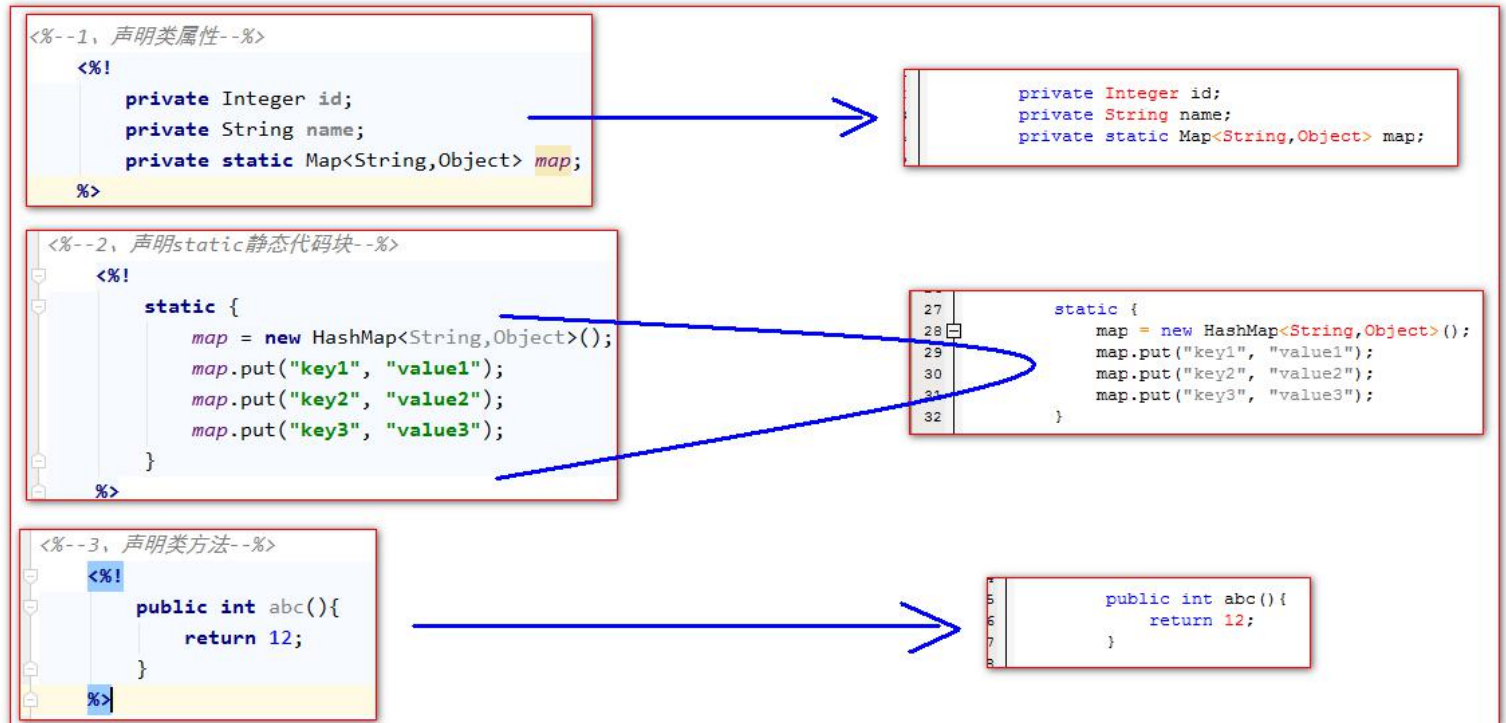 <%--1、声明类属性--%>
<%!
private Integer id;
private String name;
private static Map<String,Object> map;
%>
private Integer id;
private String name;
private static Map<String,Object> map;
<%--2、声明static静态代码块--%>
<%!
static {
map = new HashMap<String,Object>();
map.put("key1", "value1");
map.put("key2", "value2");
map.put("key3", "value3");
}
%>
27 static {
28 map = new HashMap<String,Object>();
29 map.put("key1", "value1");
30 map.put("key2", "value2");
31 map.put("key3", "value3");
32 }
<%--3、声明类方法--%>
<%!
public int abc(){
return 12;
}
%>
5 public int abc(){
6 return 12;
7 }
8